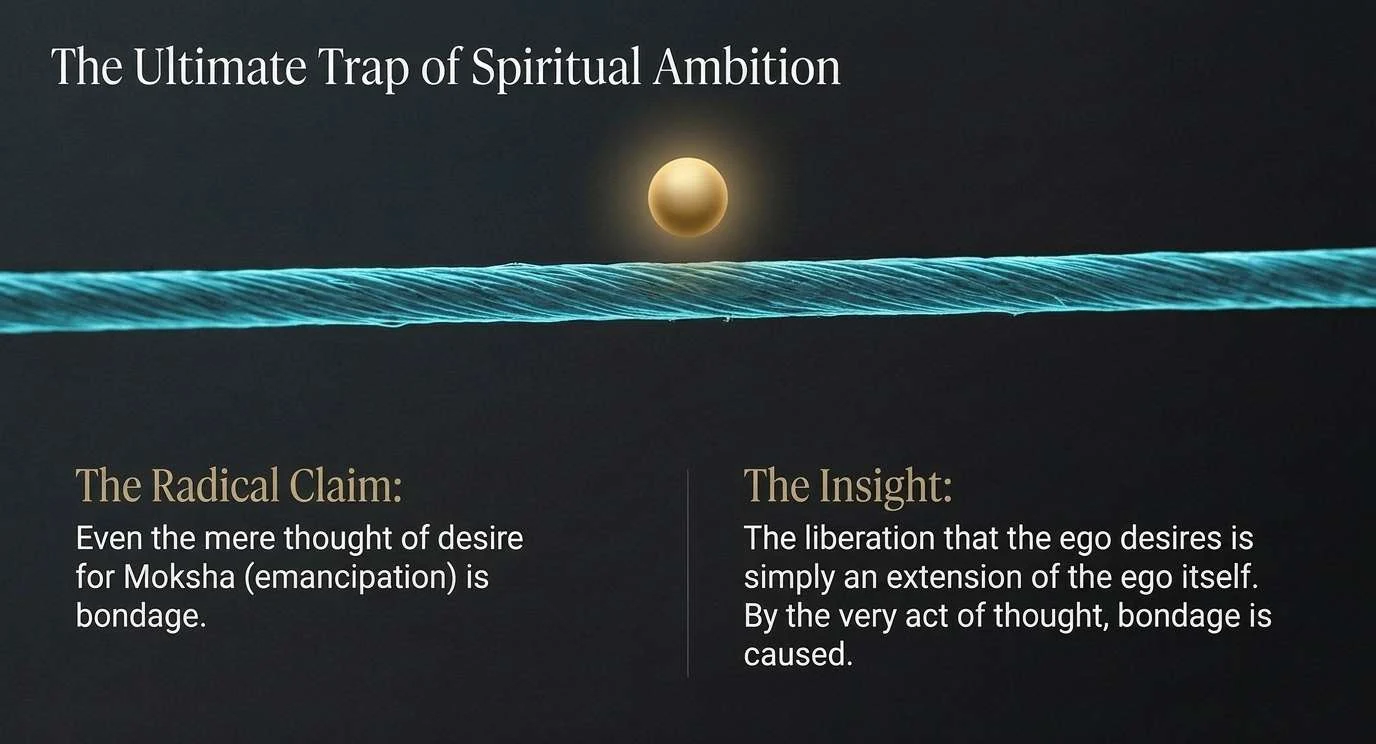 The Ultimate Trap of Spiritual Ambition
The Radical Claim:
Even the mere thought of desire
for Moksha (emancipation) is
bondage.
The Insight:
The liberation that the ego desires is
simply an extension of the ego itself.
By the very act of thought, bondage is
caused.